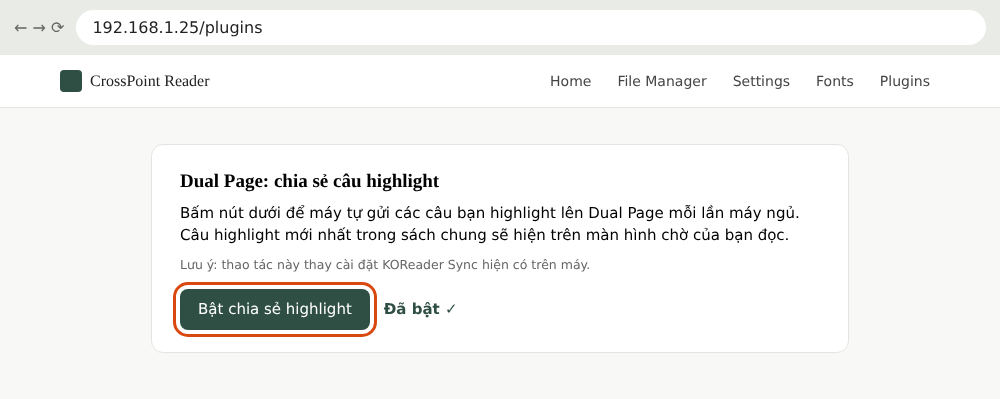 ← → ⟳ 192.168.1.25/plugins
CrossPoint Reader Home File Manager Settings Fonts Plugins
Dual Page: chia sẻ câu highlight
Bấm nút dưới để máy tự gửi các câu bạn highlight lên Dual Page mỗi lần máy ngủ.
Câu highlight mới nhất trong sách chung sẽ hiện trên màn hình chờ của bạn đọc.
Lưu ý: thao tác này thay cài đặt KOReader Sync hiện có trên máy.
Bật chia sẻ highlight Đã bật ✓